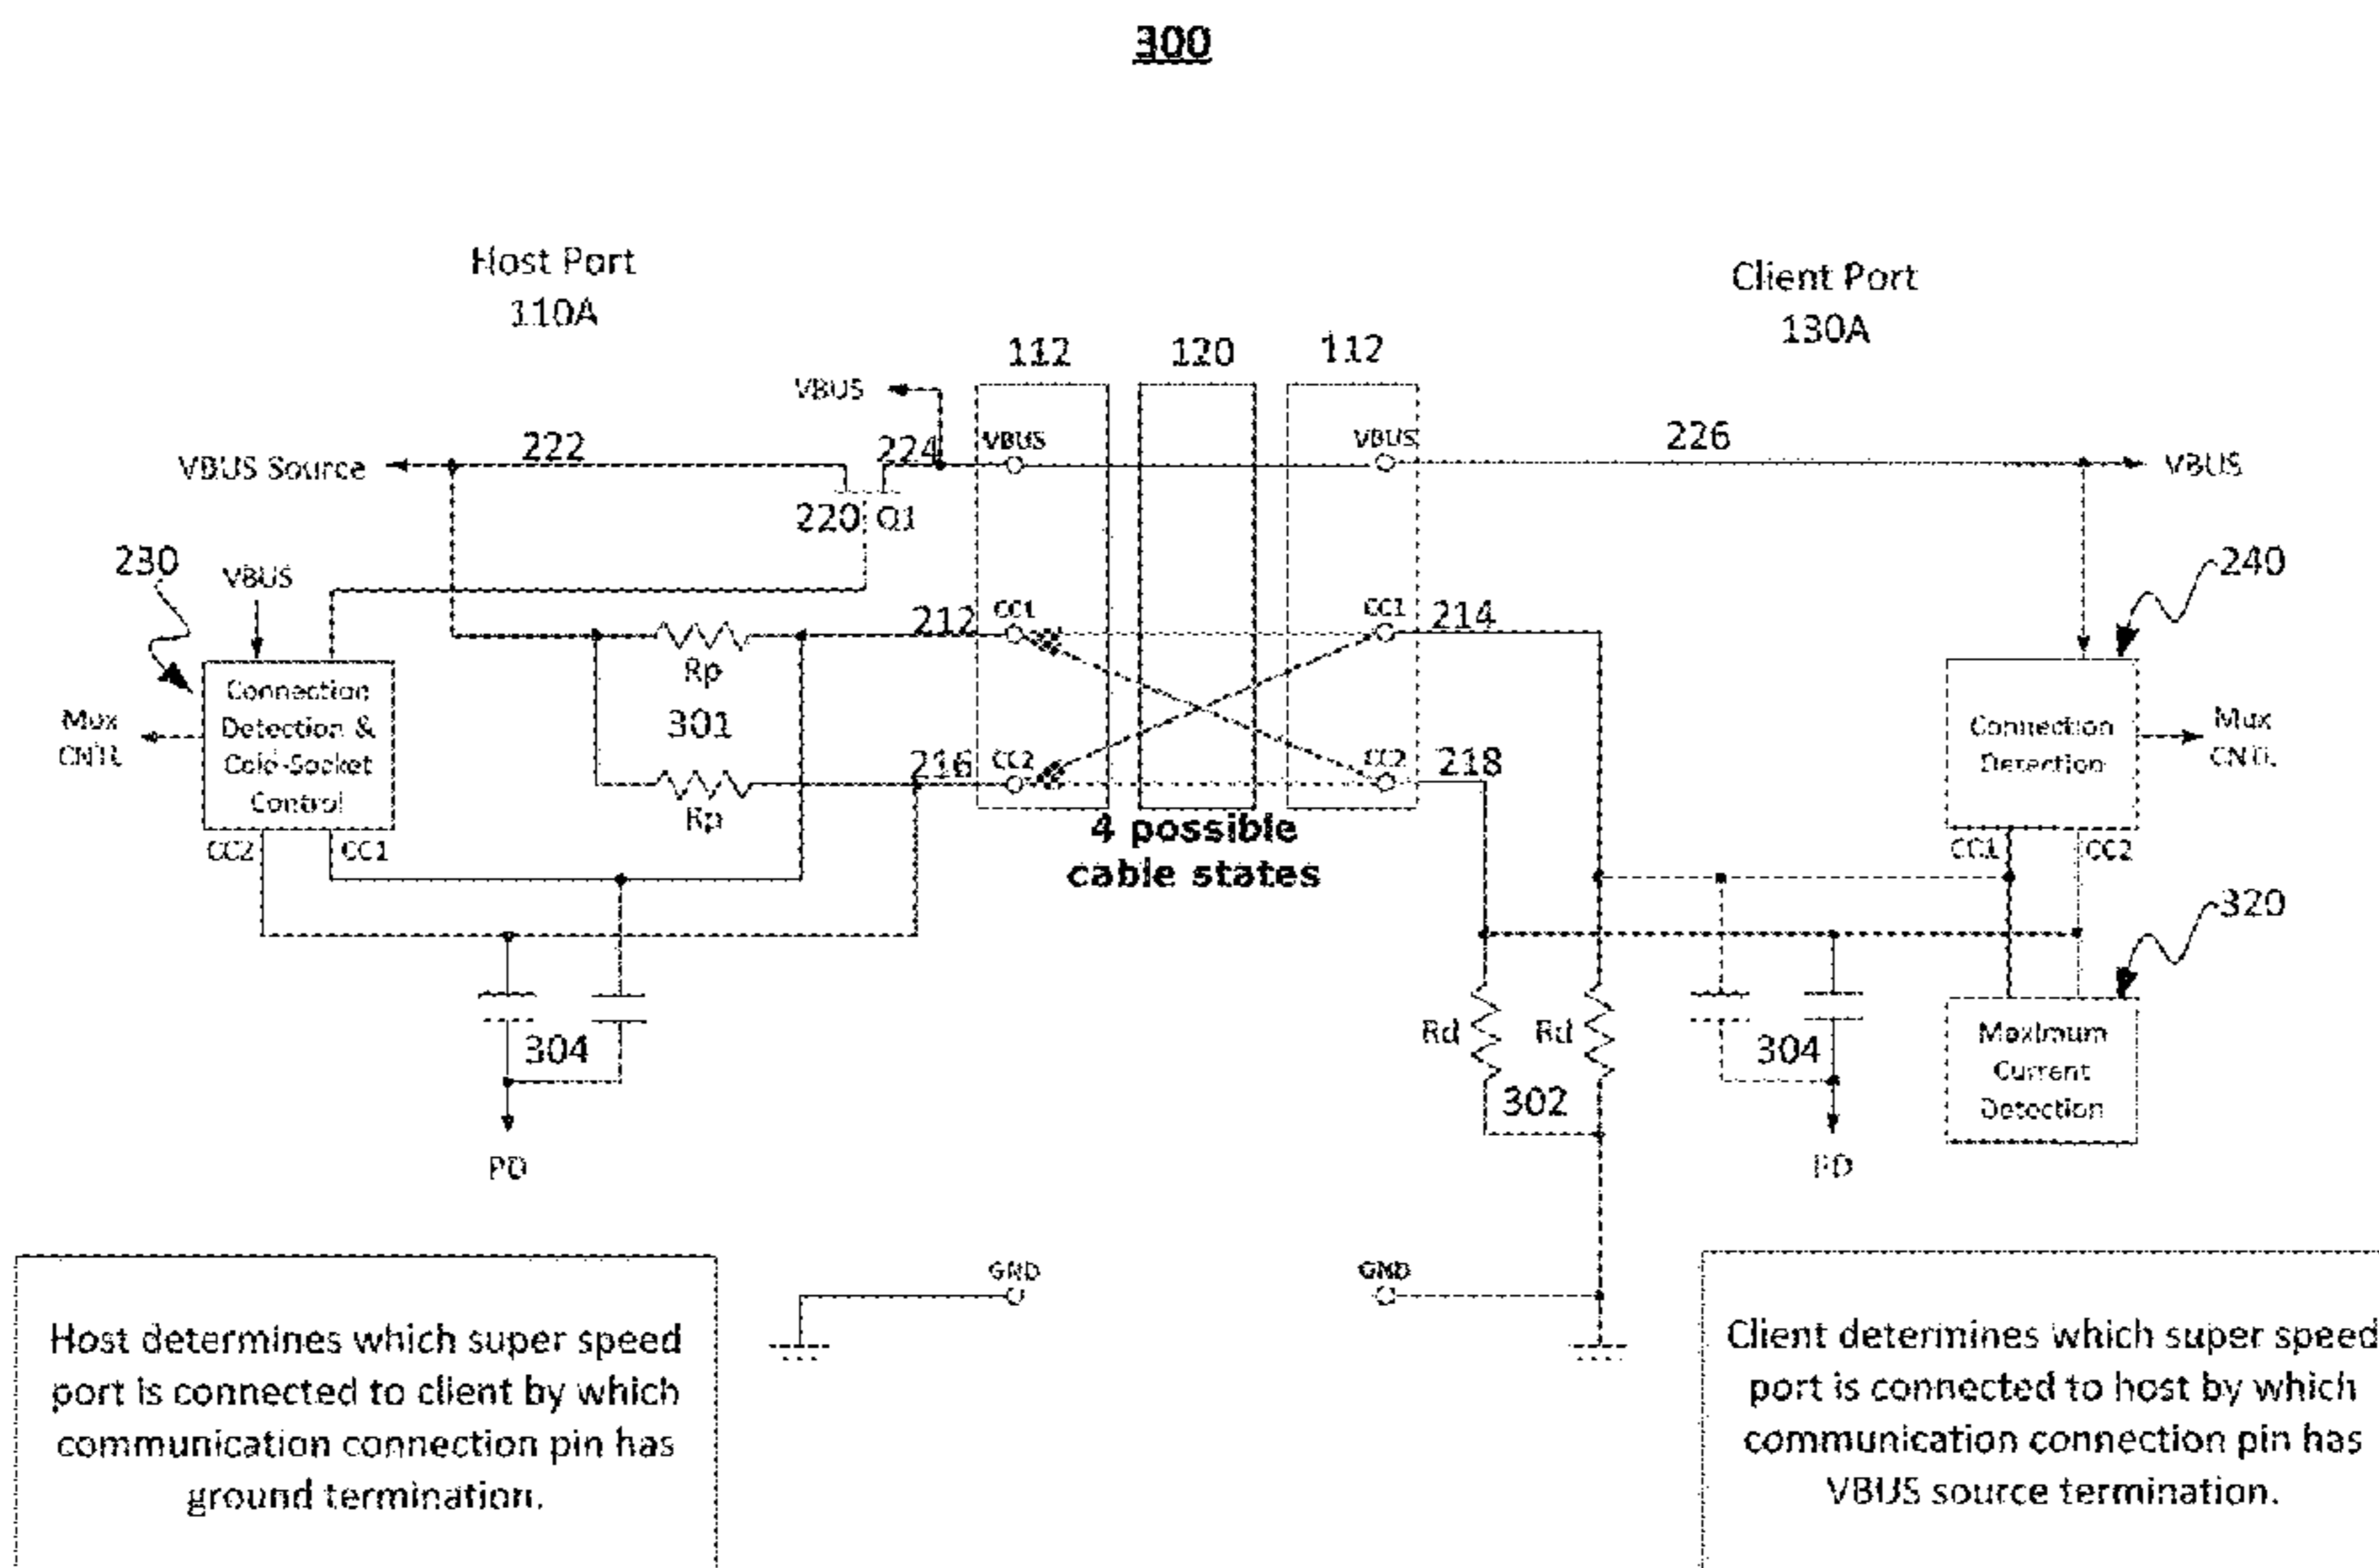 300
Host Port
110A
Client Port
130A
112
120
112
VBUS
VBUS
VBUS
222
224
226
VBUS Source
VBUS
220
Q1
230
VBUS
240
CC1
CC1
212
214
Rp
Connection
Detection &
Cold-Socket
Control
Mux
CNTL
301
Connection
Detection
Mux
CNTL
216
CC2
CC2
218
Rp
4 possible
cable states
CC2
CC1
CC1
CC2
320
Rd
Rd
304
302
304
Maximum
Current
Detection
PD
PD
GND
GND
Host determines which super speed
port is connected to client by which
communication connection pin has
ground termination.
Client determines which super speed
port is connected to host by which
communication connection pin has
VBUS source termination.